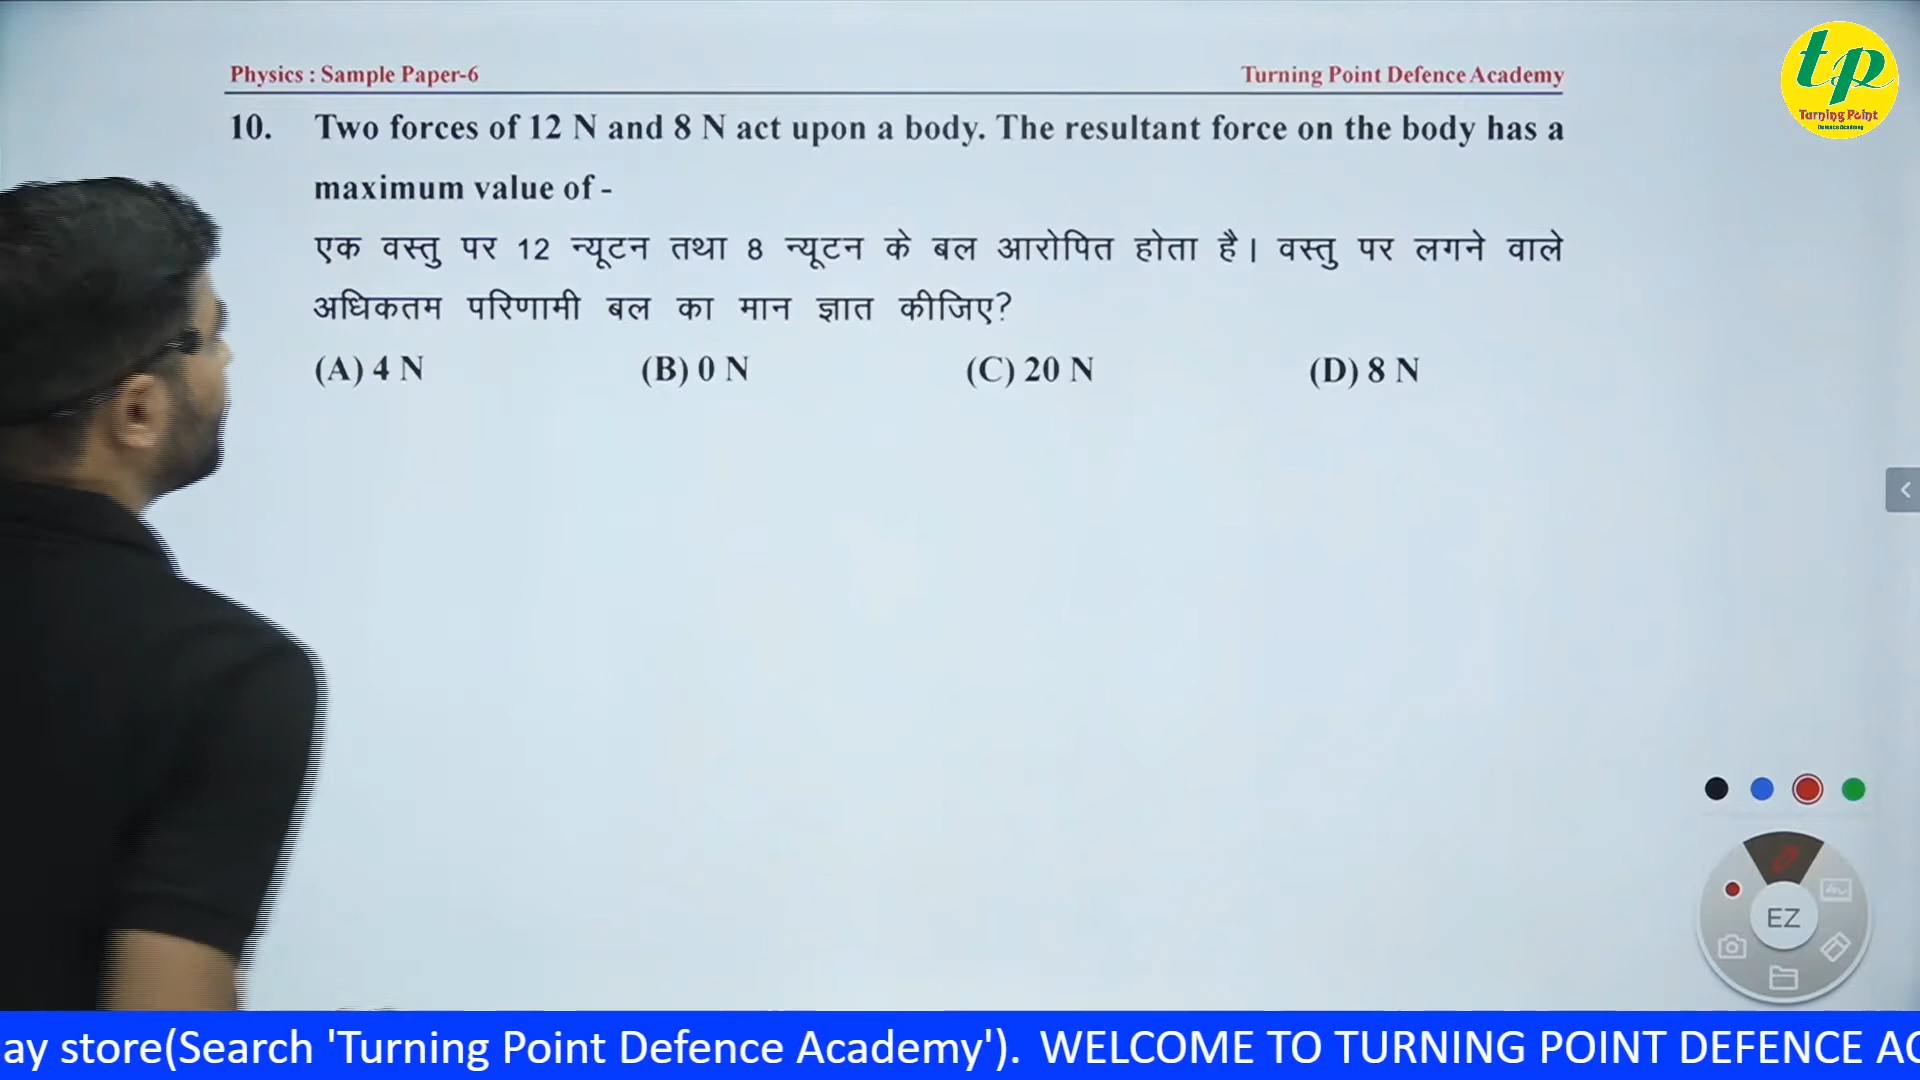 Physics : Sample Paper-6
Turning Point Defence Academy
tp
Turning Point
Defence Academy
10. Two forces of 12 N and 8 N act upon a body. The resultant force on the body has a
maximum value of -
एक वस्तु पर 12 न्यूटन तथा 8 न्यूटन के बल आरोपित होता है। वस्तु पर लगने वाले
अधिकतम परिणामी बल का मान ज्ञात कीजिए?
(A) 4 N (B) 0 N (C) 20 N (D) 8 N
EZ
ay store(Search 'Turning Point Defence Academy'). WELCOME TO TURNING POINT DEFENCE AC